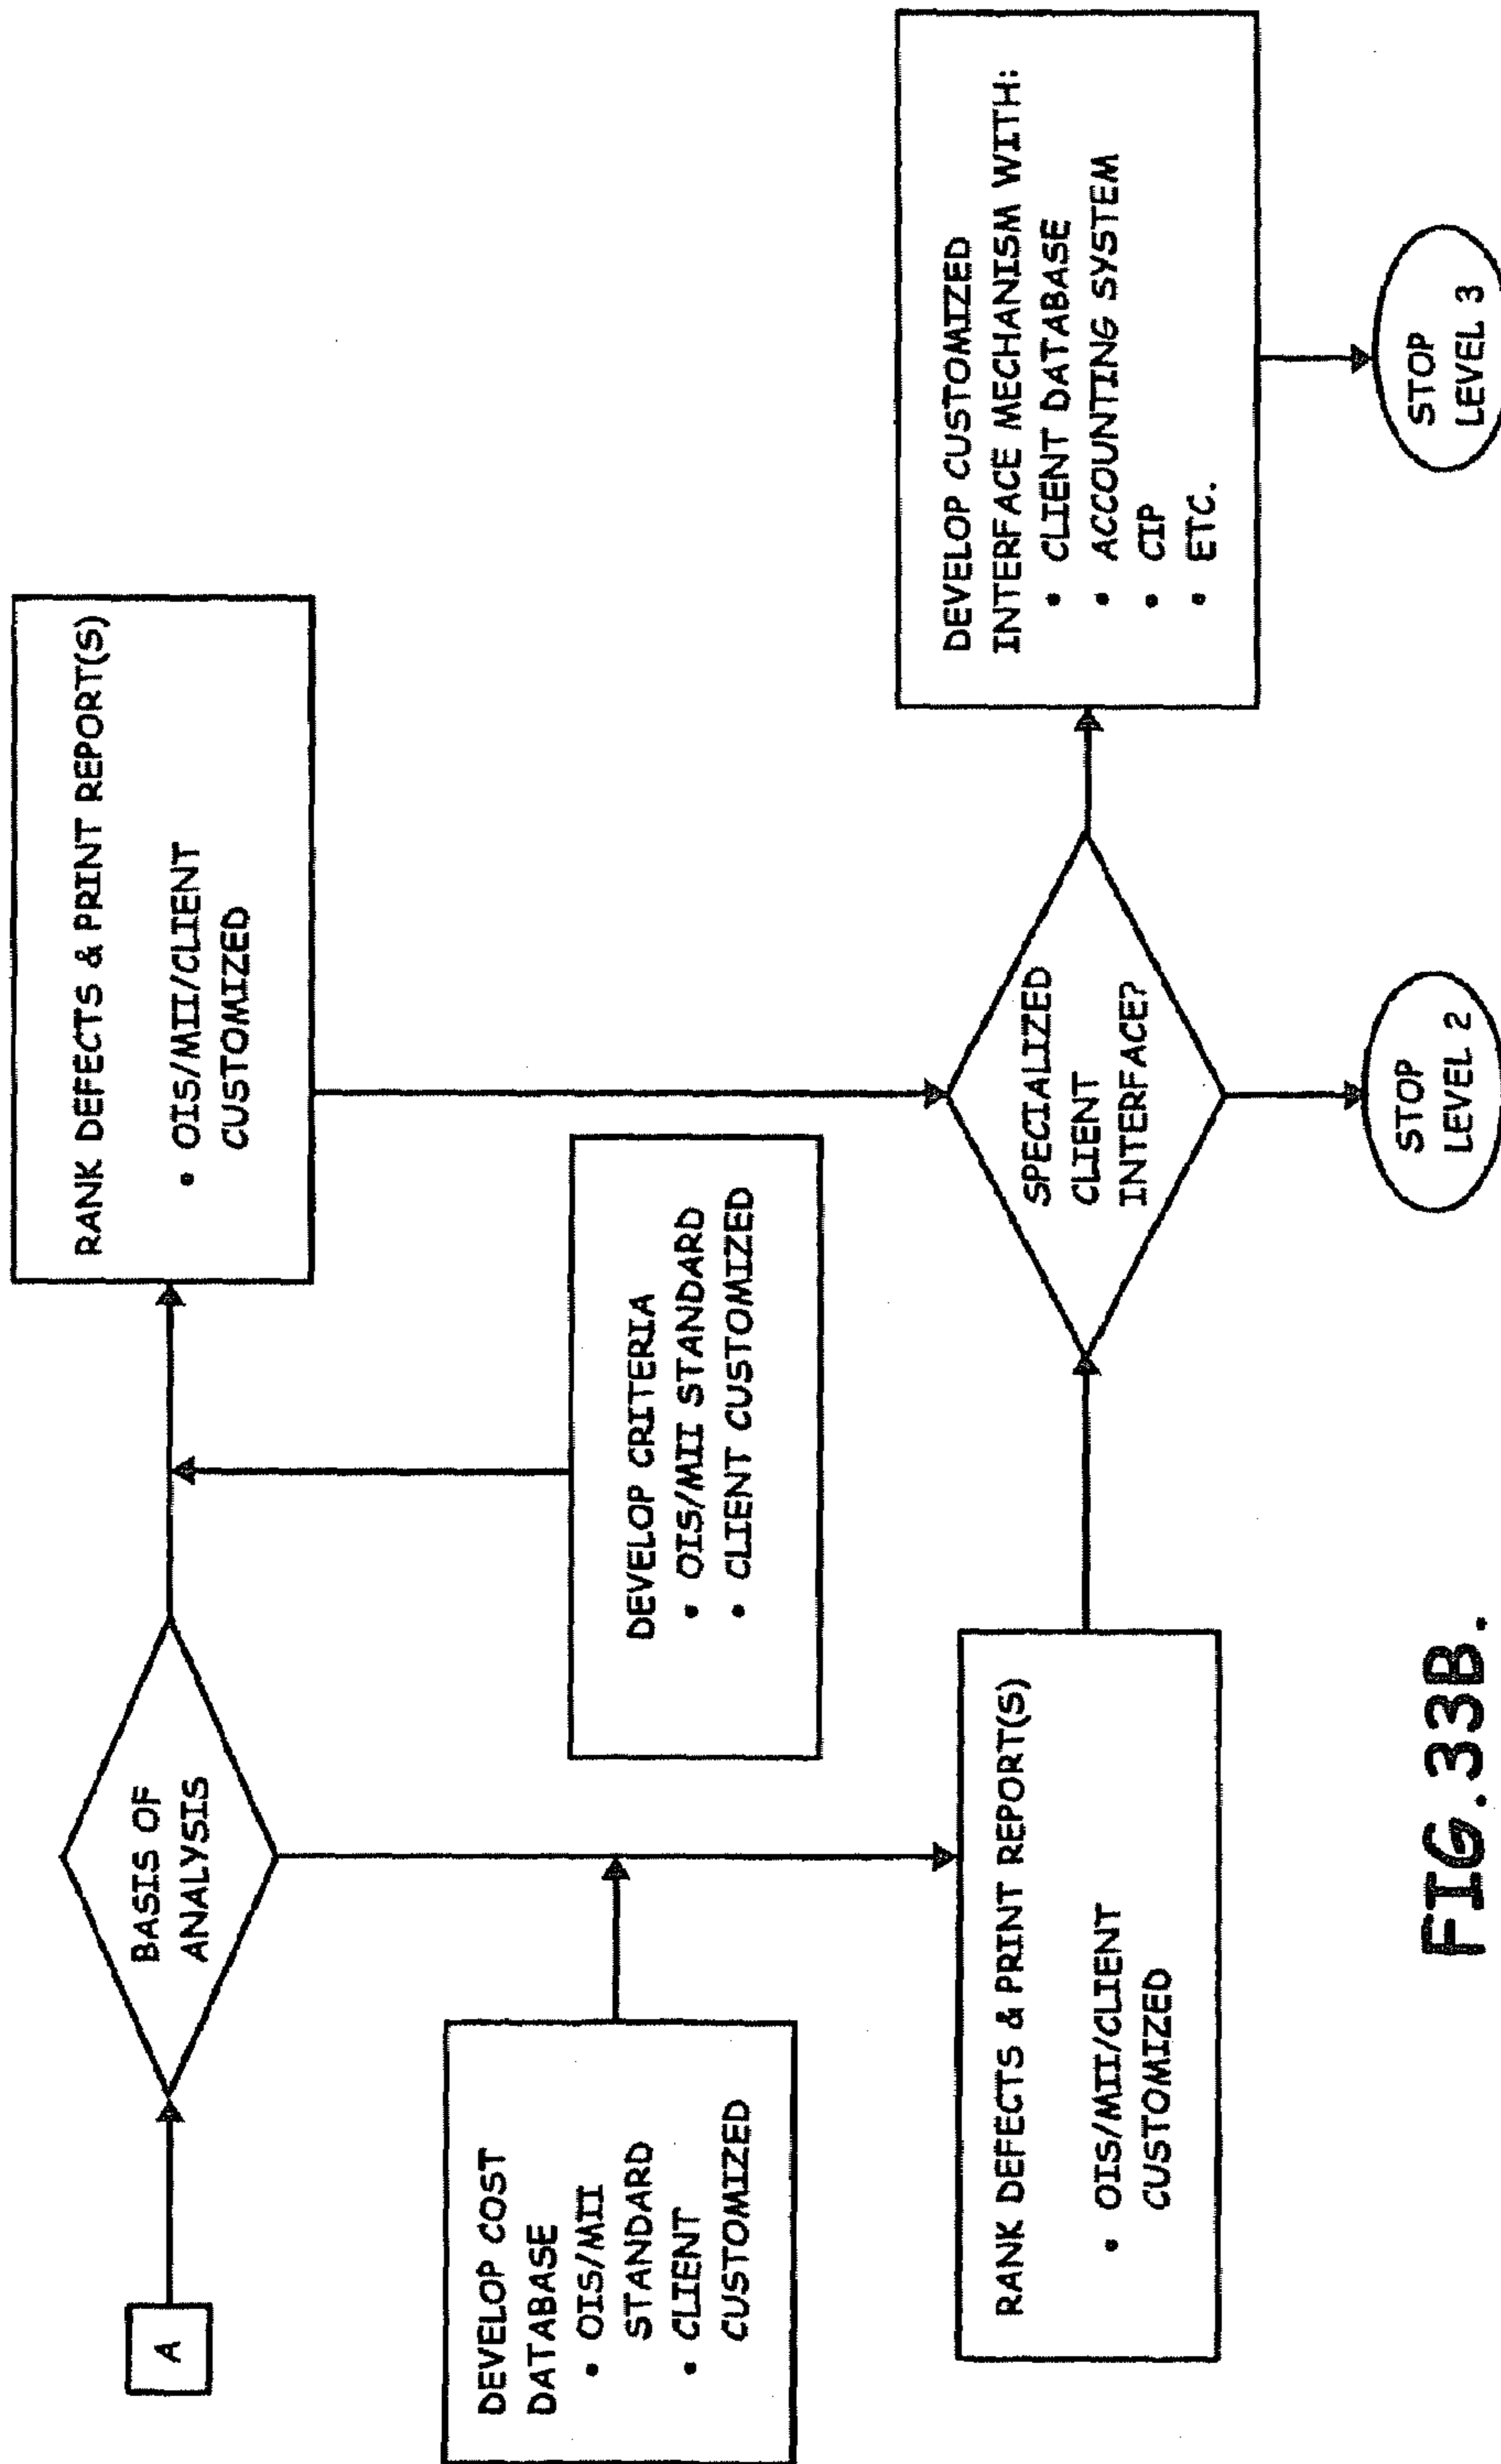 A
BASIS OF
ANALYSIS
RANK DEFECTS & PRINT REPORT(S)
• OIS/MII/CLIENT
CUSTOMIZED
DEVELOP COST
DATABASE
• OIS/MII
STANDARD
• CLIENT
CUSTOMIZED
DEVELOP CRITERIA
• OIS/MII STANDARD
• CLIENT CUSTOMIZED
RANK DEFECTS & PRINT REPORT(S)
• OIS/MII/CLIENT
CUSTOMIZED
SPECIALIZED
CLIENT
INTERFACE?
DEVELOP CUSTOMIZED
INTERFACE MECHANISM WITH:
• CLIENT DATABASE
• ACCOUNTING SYSTEM
• CIP
• ETC.
STOP
LEVEL 2
STOP
LEVEL 3
FIG.33B.